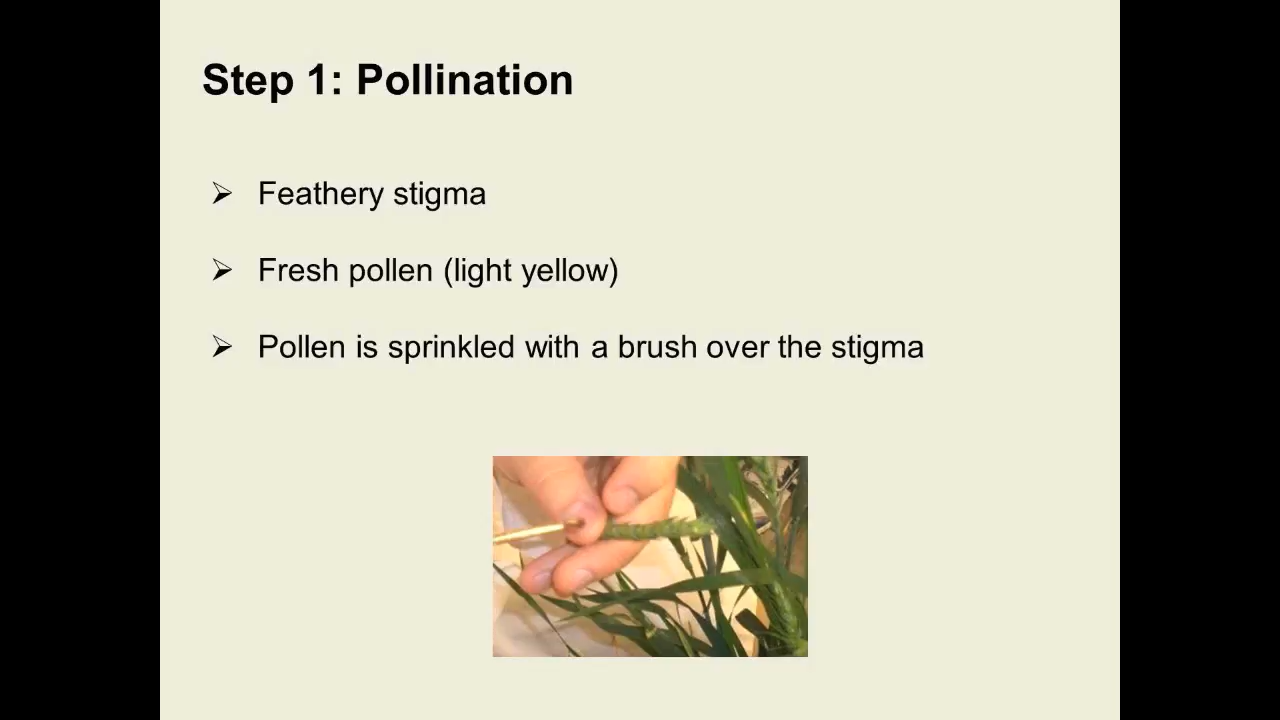 Step 1: Pollination
Feathery stigma
Fresh pollen (light yellow)
Pollen is sprinkled with a brush over the stigma